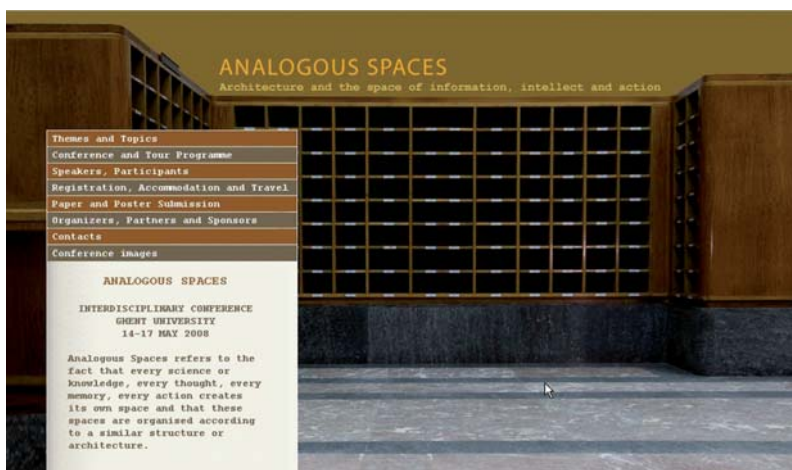 ANALOGOUS SPACES
Architecture and the space of information, intellect and action
Themes and Topics
Conference and Tour Programme
Speakers, Participants
Registration, Accommodation and Travel
Paper and Poster Submission
Organizers, Partners and Sponsors
Contacts
Conference images
ANALOGOUS SPACES
INTERDISCIPLINARY CONFERENCE
GHENT UNIVERSITY
14-17 MAY 2008
Analogous Spaces refers to the
fact that every science or
knowledge, every thought, every
memory, every action creates
its own space and that these
spaces are organised according
to a similar structure or
architecture.